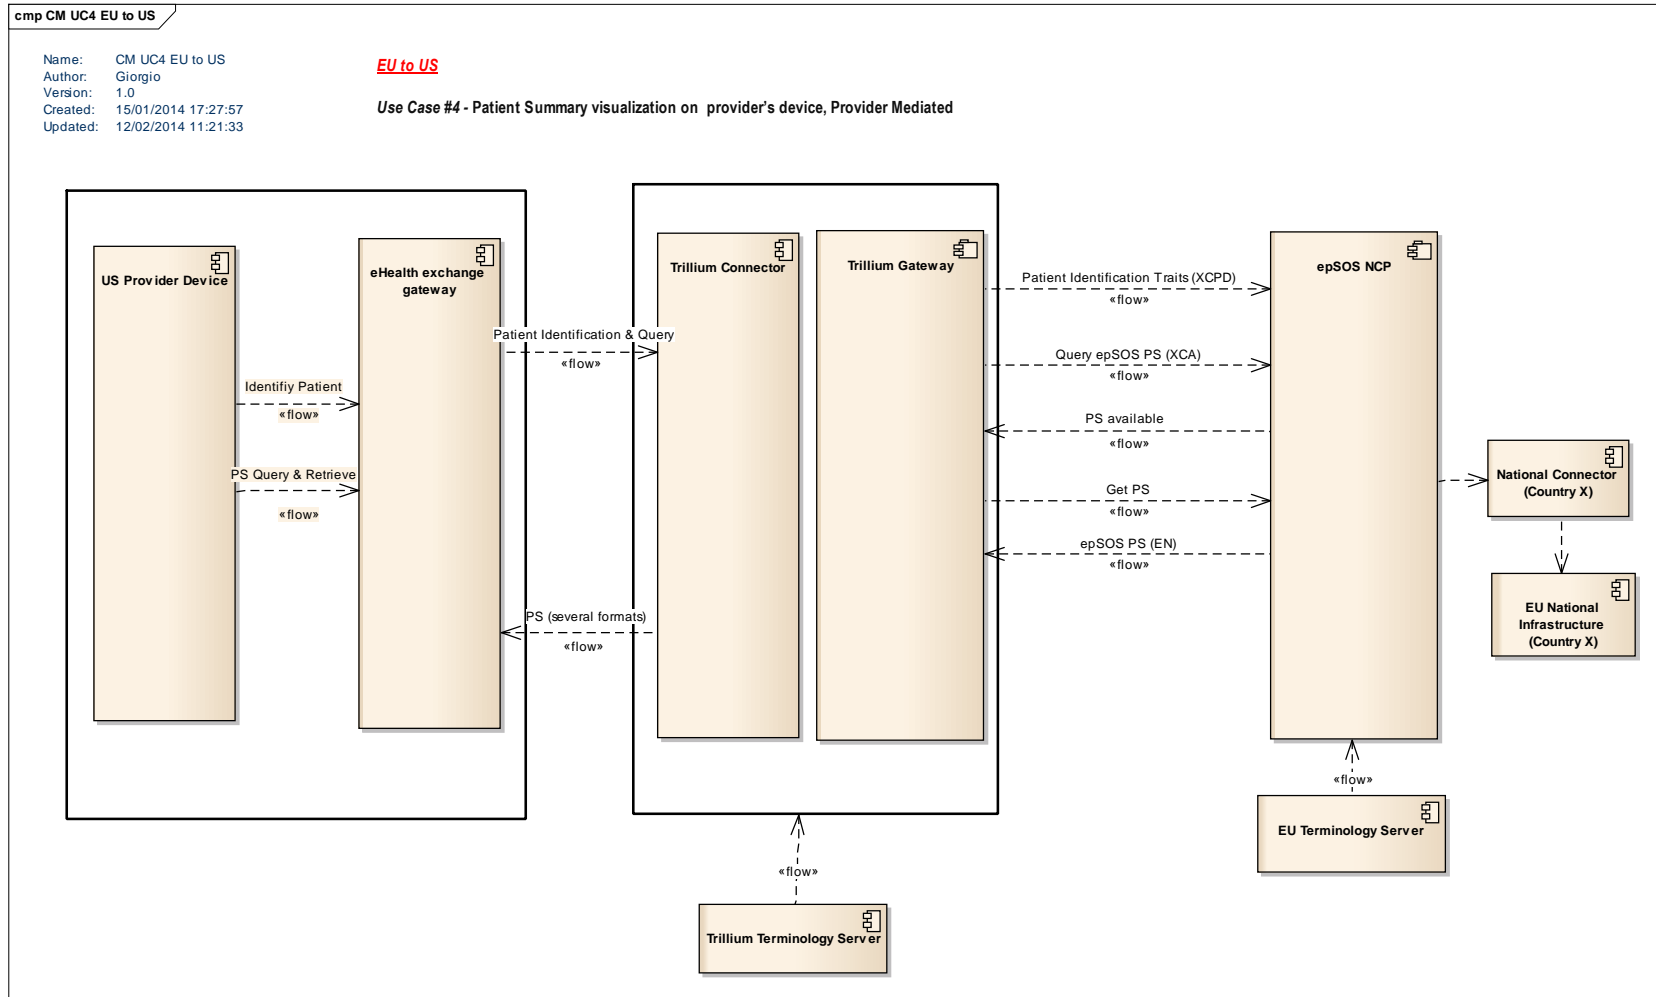 cmp CM UC4 EU to US
Name: CM UC4 EU to US
Author: Giorgio
Version: 1.0
Created: 15/01/2014 17:27:57
Updated: 12/02/2014 11:21:33
EU to US
Use Case #4 - Patient Summary visualization on provider's device, Provider Mediated
US Provider Device
eHealth exchange
gateway
Identifiy Patient
«flow»
PS Query & Retrieve
«flow»
Patient Identification & Query
«flow»
PS (several formats)
«flow»
Trillium Connector
Trillium Gateway
Patient Identification Traits (XCPD)
«flow»
Query epSOS PS (XCA)
«flow»
PS available
«flow»
Get PS
«flow»
epSOS PS (EN)
«flow»
epSOS NCP
National Connector
(Country X)
EU National
Infrastructure
(Country X)
«flow»
EU Terminology Server
«flow»
Trillium Terminology Server